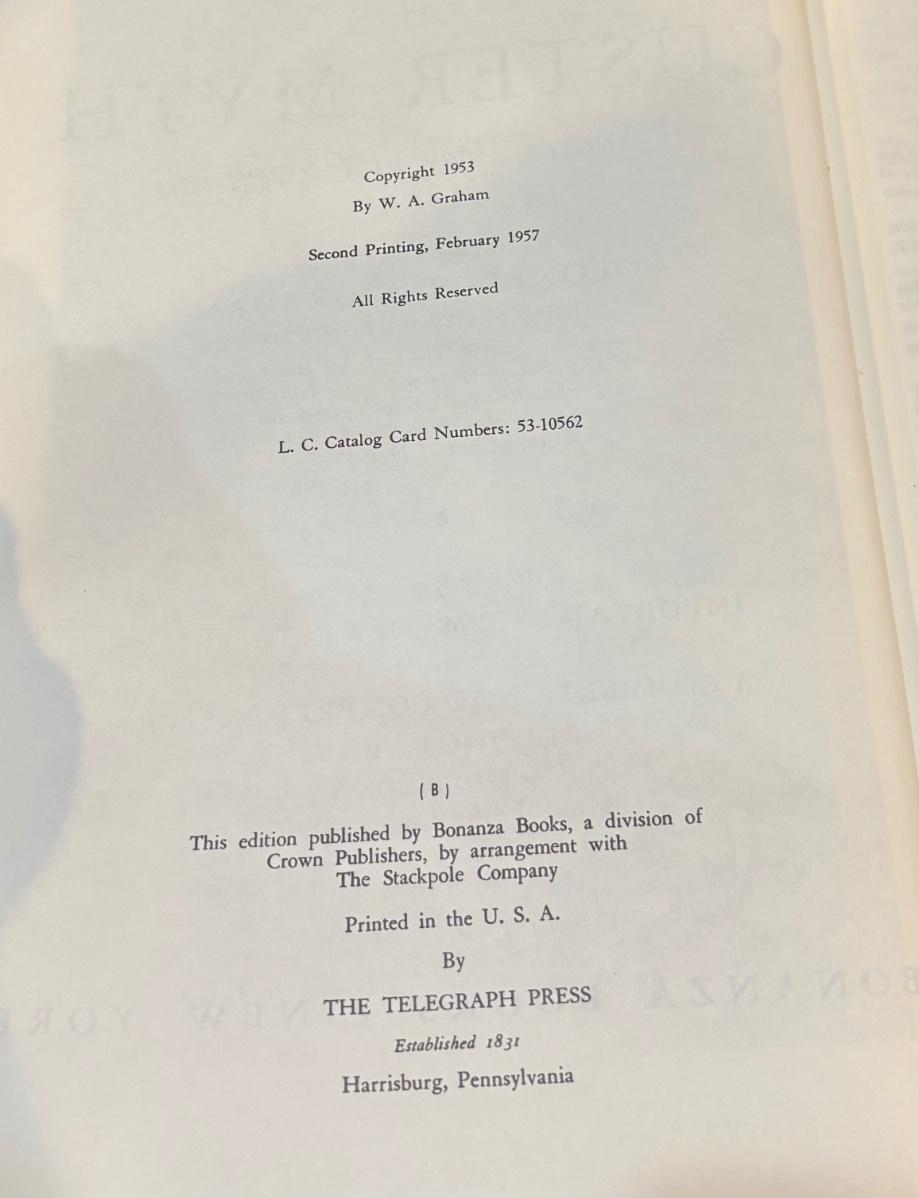 Copyright 1953
By W. A. Graham
Second Printing, February 1957
All Rights Reserved
L. C. Catalog Card Numbers: 53-10562
( B )
This edition published by Bonanza Books, a division of
Crown Publishers, by arrangement with
The Stackpole Company
Printed in the U. S. A.
By
THE TELEGRAPH PRESS
Established 1831
Harrisburg, Pennsylvania